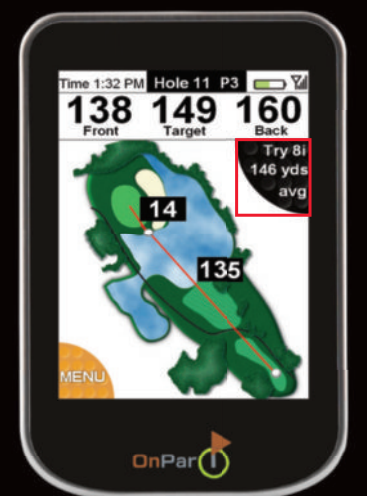 Time 1:32 PM Hole 11 P3
138 149 160
Front Target Back
Try 8i
146 yds
avg
14
135
MENU
OnPar